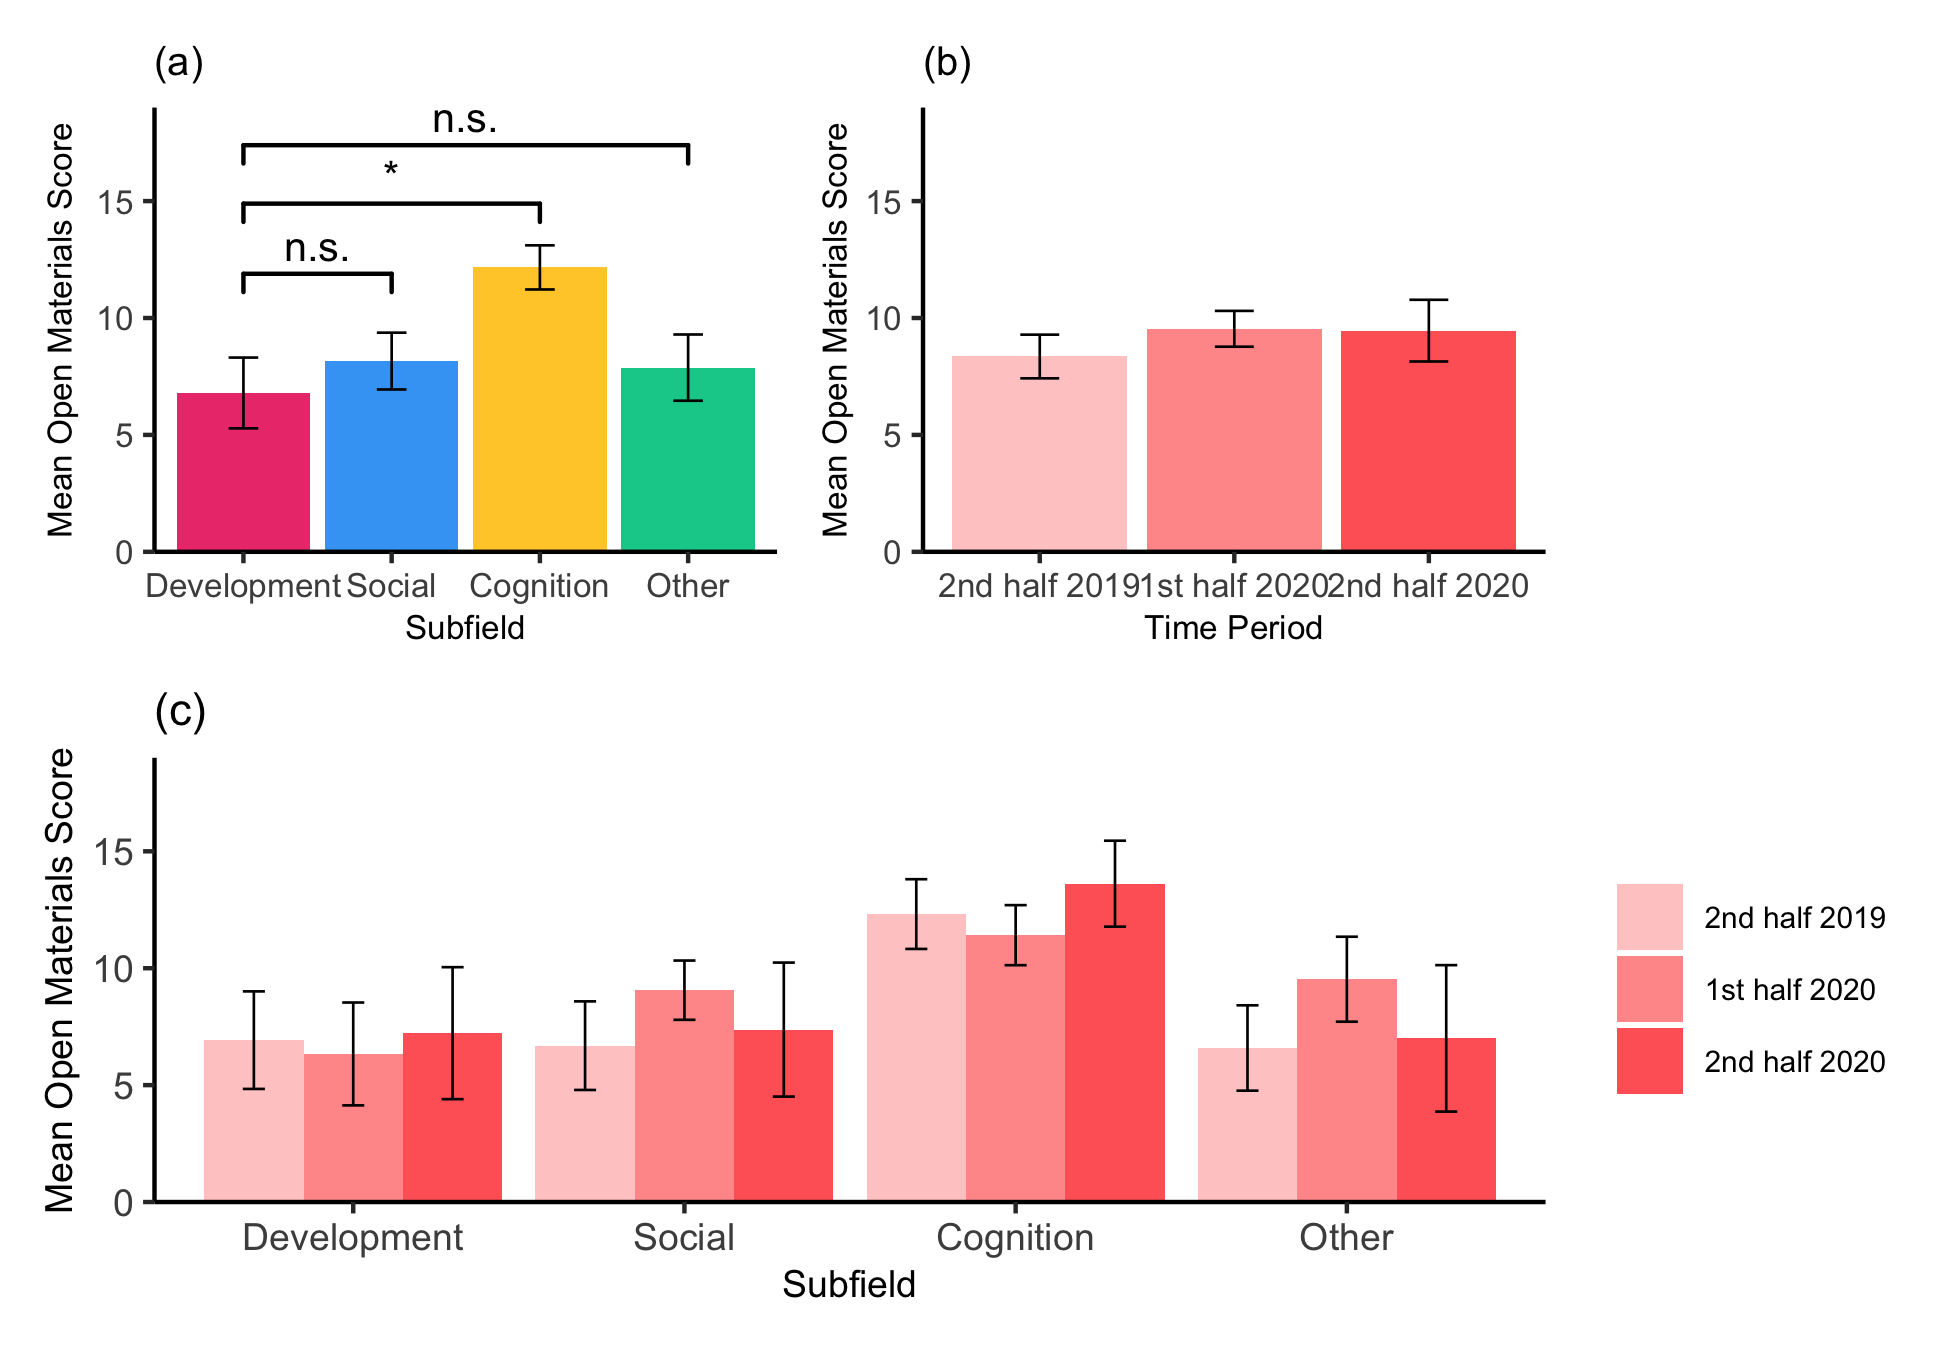 (a)
Mean Open Materials Score
15
10
5
0
n.s.
*
n.s.
Development Social Cognition Other
Subfield
(b)
Mean Open Materials Score
15
10
5
0
2nd half 2019 1st half 2020 2nd half 2020
Time Period
(c)
Mean Open Materials Score
15
10
5
0
Development Social Cognition Other
Subfield
2nd half 2019
1st half 2020
2nd half 2020